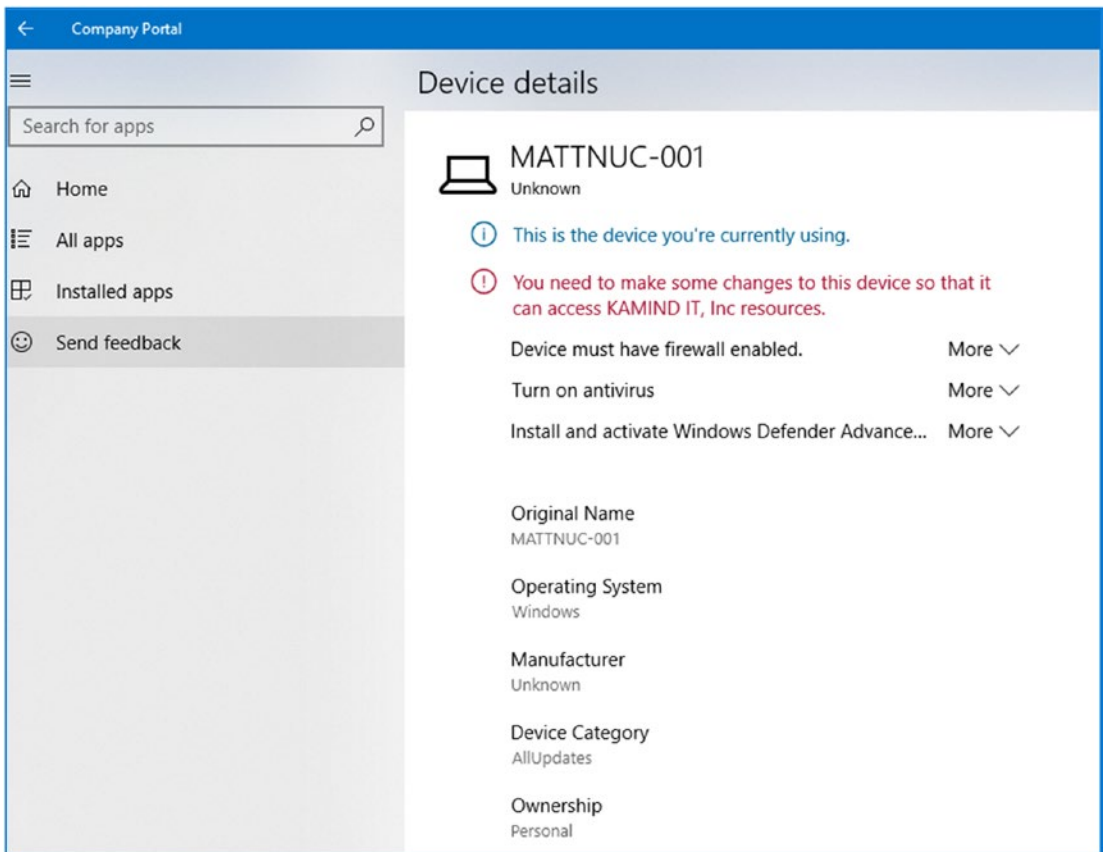 Company Portal
Device details
Search for apps
Home
All apps
Installed apps
Send feedback
MATTNUC-001
Unknown
This is the device you're currently using.
You need to make some changes to this device so that it
can access KAMIND IT, Inc resources.
Device must have firewall enabled. More
Turn on antivirus More
Install and activate Windows Defender Advance... More
Original Name
MATTNUC-001
Operating System
Windows
Manufacturer
Unknown
Device Category
AllUpdates
Ownership
Personal